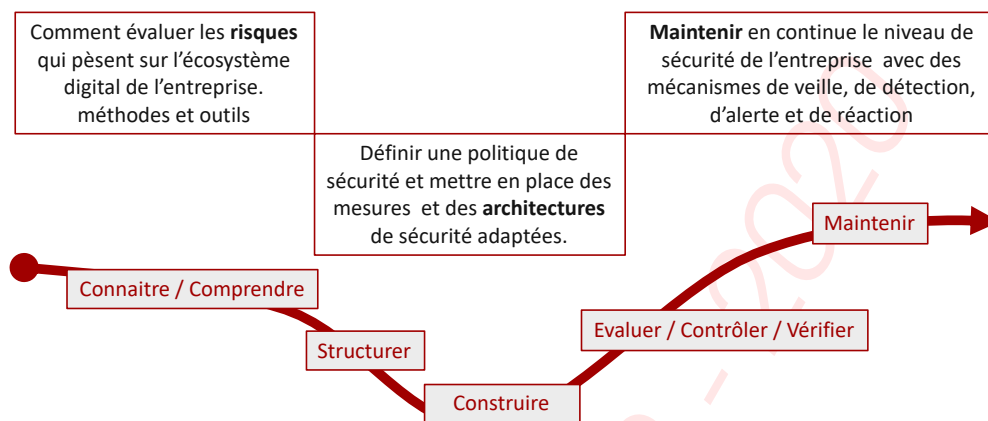 Comment évaluer les risques
qui pèsent sur l'écosystème
digital de l'entreprise.
méthodes et outils
Maintenir en continue le niveau de
sécurité de l'entreprise avec des
mécanismes de veille, de détection,
d'alerte et de réaction
Définir une politique de
sécurité et mettre en place des
mesures et des architectures
de sécurité adaptées.
Maintenir
Connaitre / Comprendre
Evaluer / Contrôler / Vérifier
Structurer
Construire
- 2020